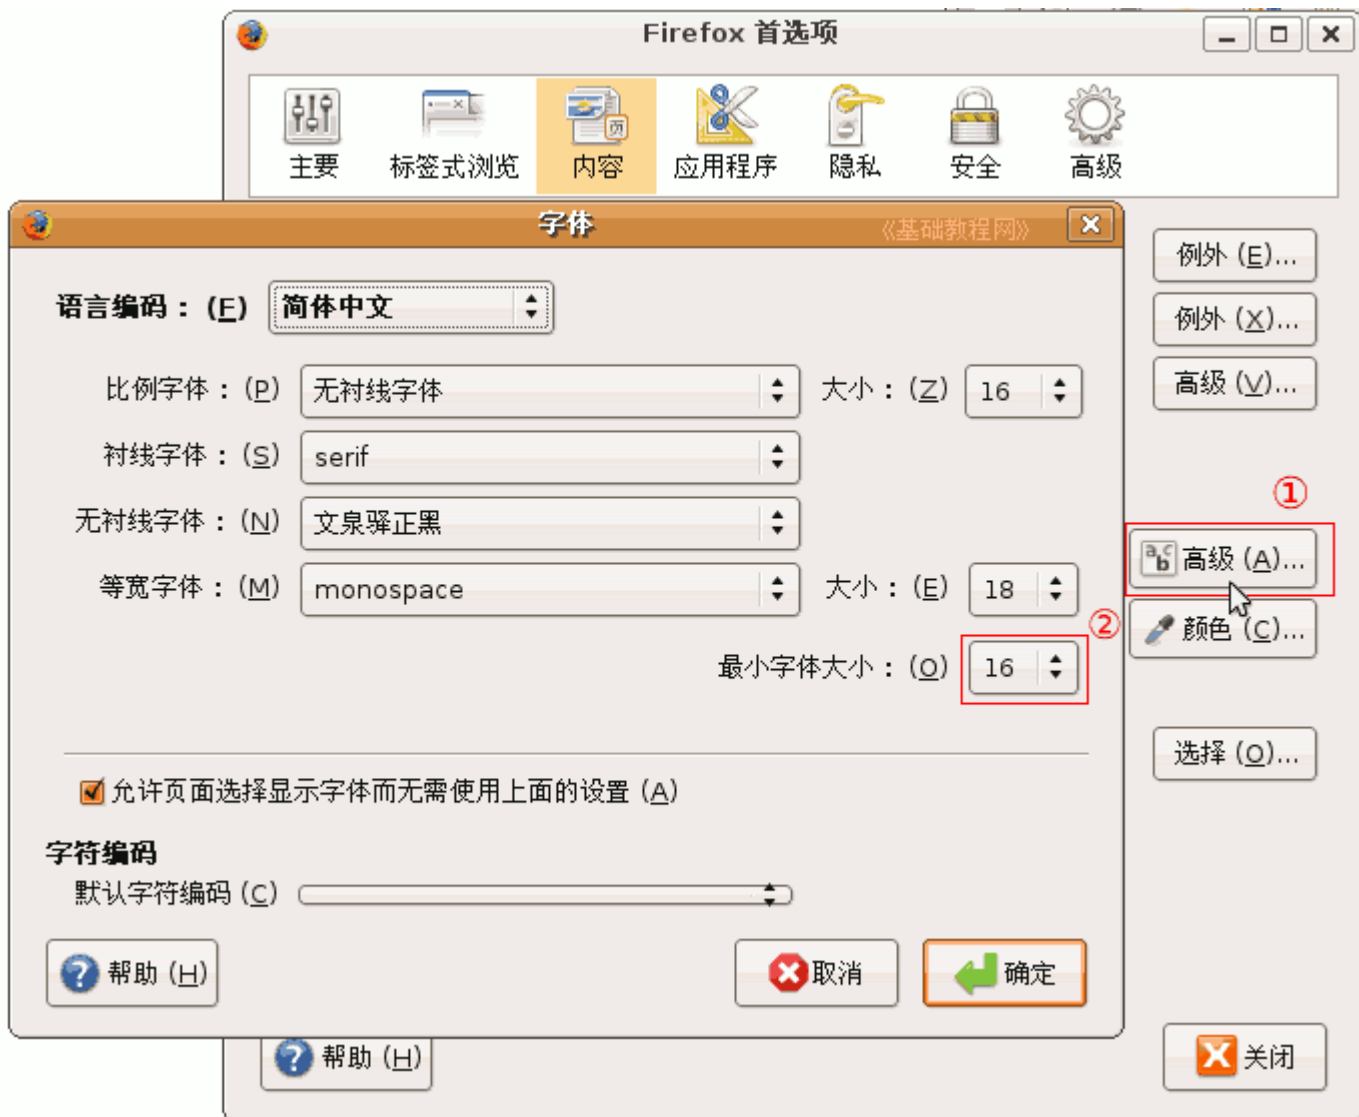 Firefox 首选项
主要 标签式浏览 内容 应用程序 隐私 安全 高级
字体 《基础教程网》
例外 (E)...
语言编码：(F) 简体中文
例外 (X)...
比例字体：(P) 无衬线字体 大小：(Z) 16
高级 (V)...
衬线字体：(S) serif
①
无衬线字体：(N) 文泉驿正黑
高级 (A)...
等宽字体：(M) monospace 大小：(E) 18
②
颜色 (C)...
最小字体大小：(O) 16
选择 (O)...
允许页面选择显示字体而无需使用上面的设置 (A)
字符编码
默认字符编码 (C)
帮助 (H) 取消 确定
帮助 (H) 关闭